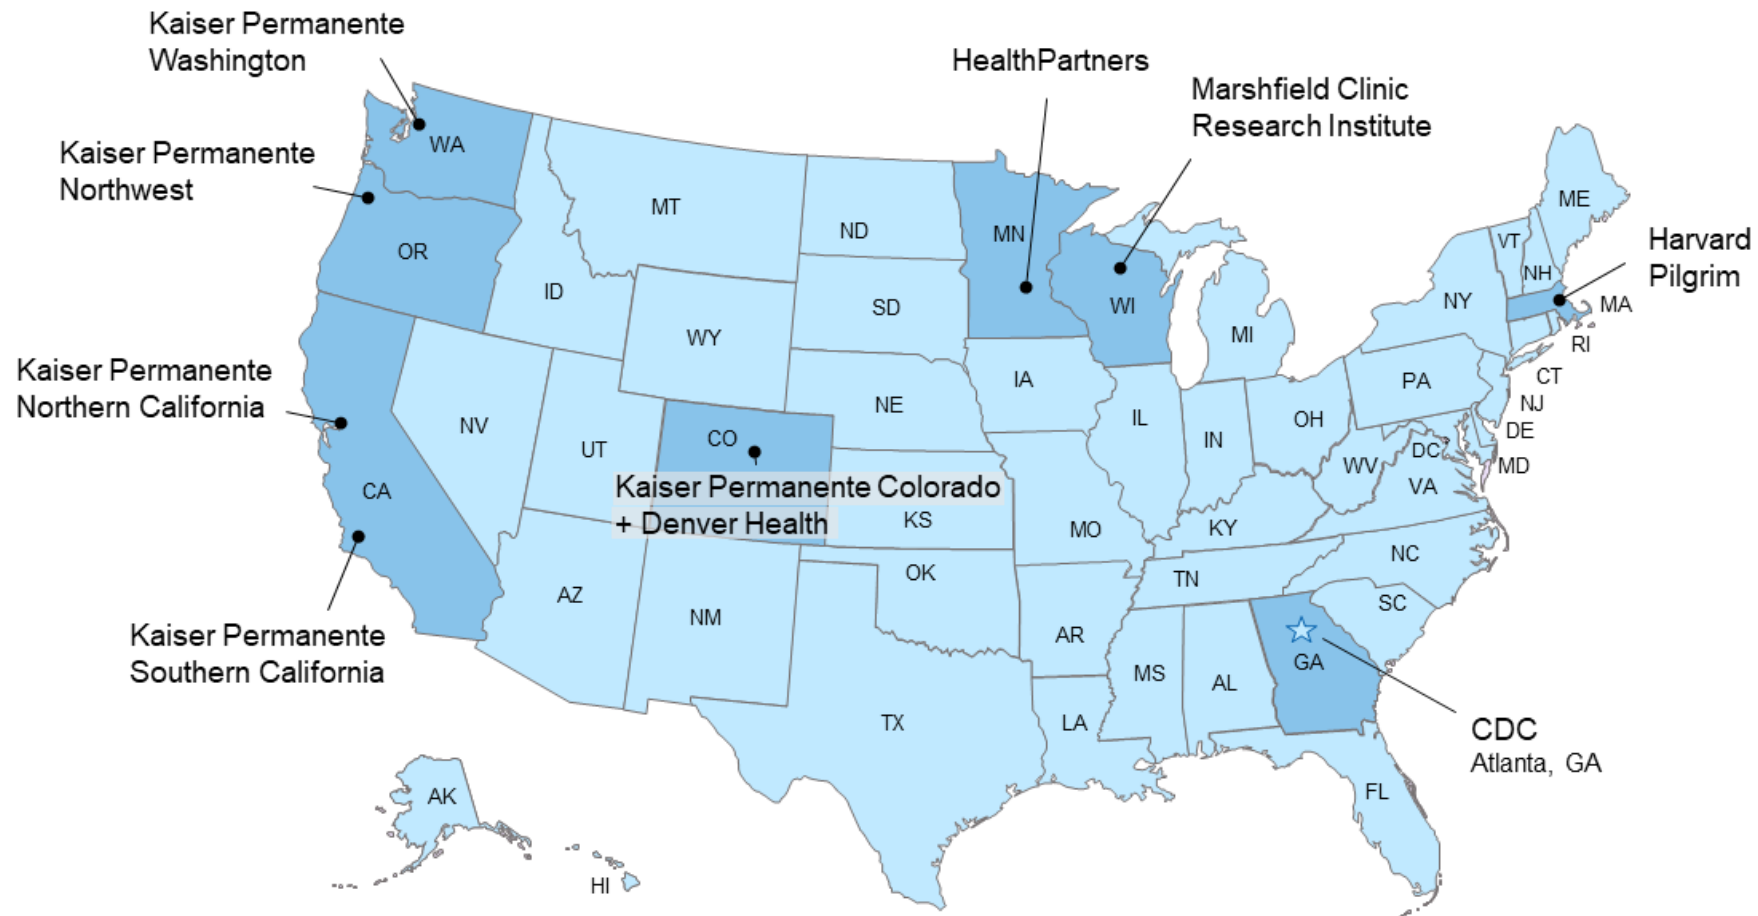 Kaiser Permanente
Washington
HealthPartners
Marshfield Clinic
Research Institute
Kaiser Permanente
Northwest
Harvard
Pilgrim
Kaiser Permanente
Northern California
Kaiser Permanente Colorado
+ Denver Health
Kaiser Permanente
Southern California
CDC
Atlanta, GA
WA
OR
CA
NV
ID
MT
WY
UT
CO
AZ
NM
ND
SD
NE
KS
OK
TX
MN
IA
MO
AR
LA
WI
IL
MI
IN
OH
KY
TN
MS
AL
GA
FL
SC
NC
VA
WV
DC
MD
DE
NJ
PA
NY
CT
RI
MA
VT
NH
ME
AK
HI